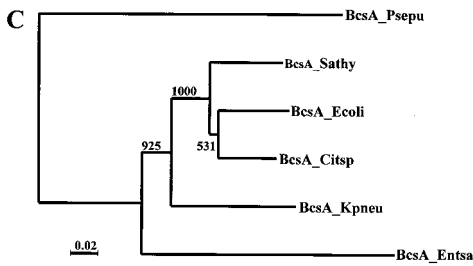 C
BcsA_Psepu
BcsA_Sathy
1000
BcsA_Ecoli
531
925
BcsA_Citsp
BcsA_Kpneu
0.02
BcsA_Entsa